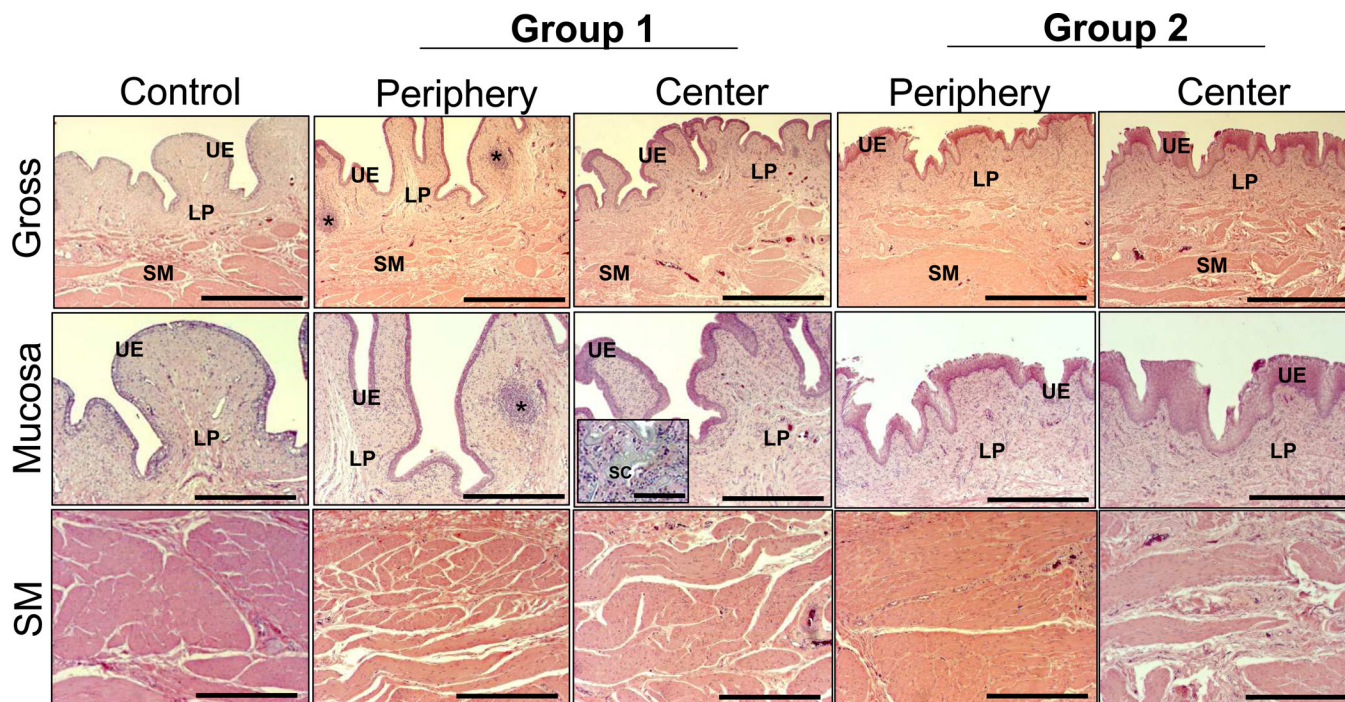 Group 1
Group 2
Control
Periphery
Center
Periphery
Center
Gross
UE
LP
SM
UE
LP
*
*
SM
UE
LP
SM
UE
LP
SM
UE
LP
SM
Mucosa
UE
LP
UE
LP
*
UE
LP
SC
UE
LP
UE
LP
SM